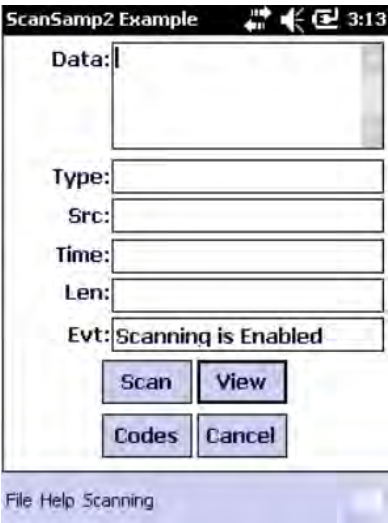 ScanSamp2 Example 3:13
Data:
Type:
Src:
Time:
Len:
Evt: Scanning is Enabled
Scan View
Codes Cancel
File Help Scanning